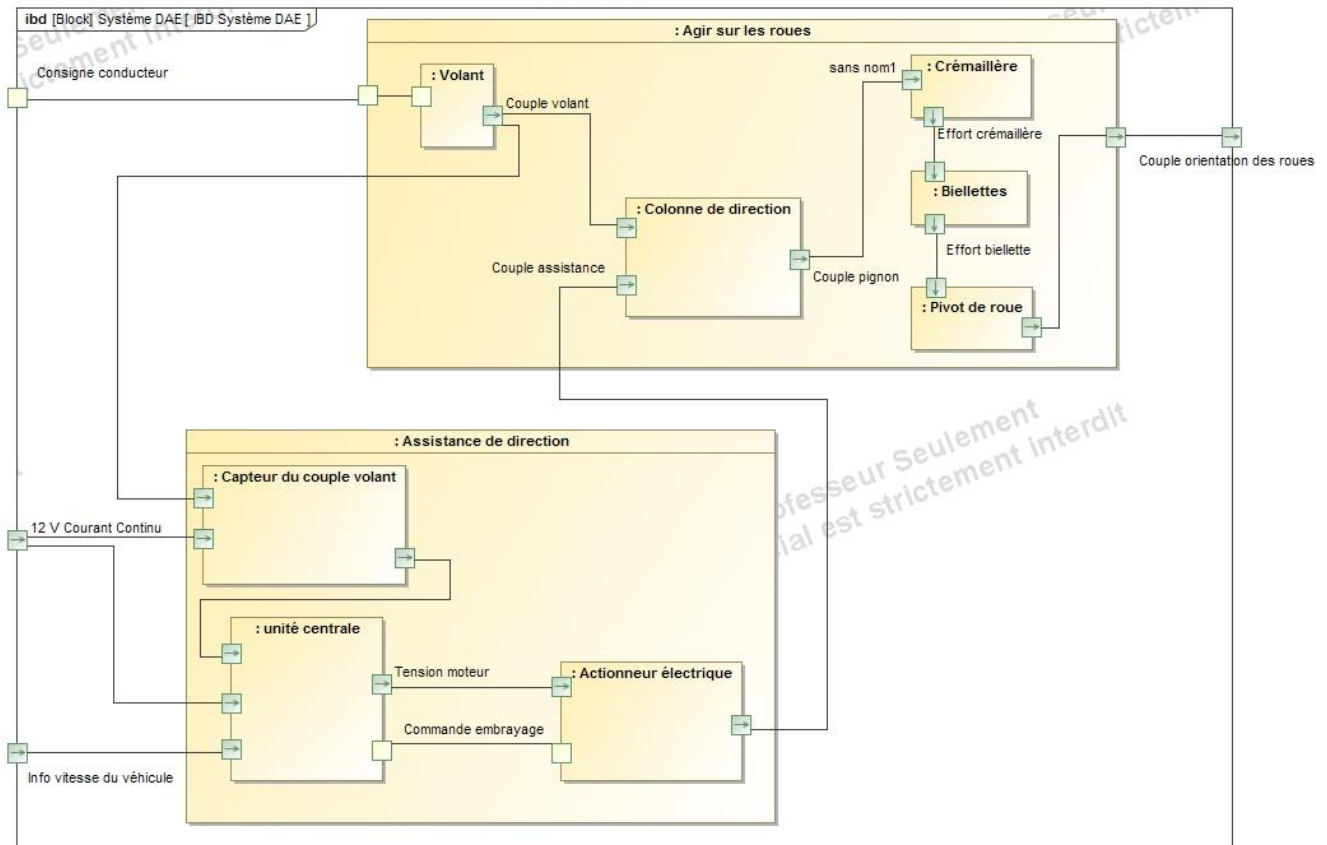 ibd [Block] Système DAE [ IBD Système DAE ]
: Agir sur les roues
Consigne conducteur
: Volant
Couple volant
sans nom1
: Crémaillère
Effort crémaillère
Couple orientation des roues
: Biellettes
: Colonne de direction
Effort biellette
Couple assistance
Couple pignon
: Pivot de roue
: Assistance de direction
: Capteur du couple volant
12 V Courant Continu
: unité centrale
Tension moteur
: Actionneur électrique
Commande embrayage
Info vitesse du véhicule
ofesseur Seulement
ial est strictement interdit